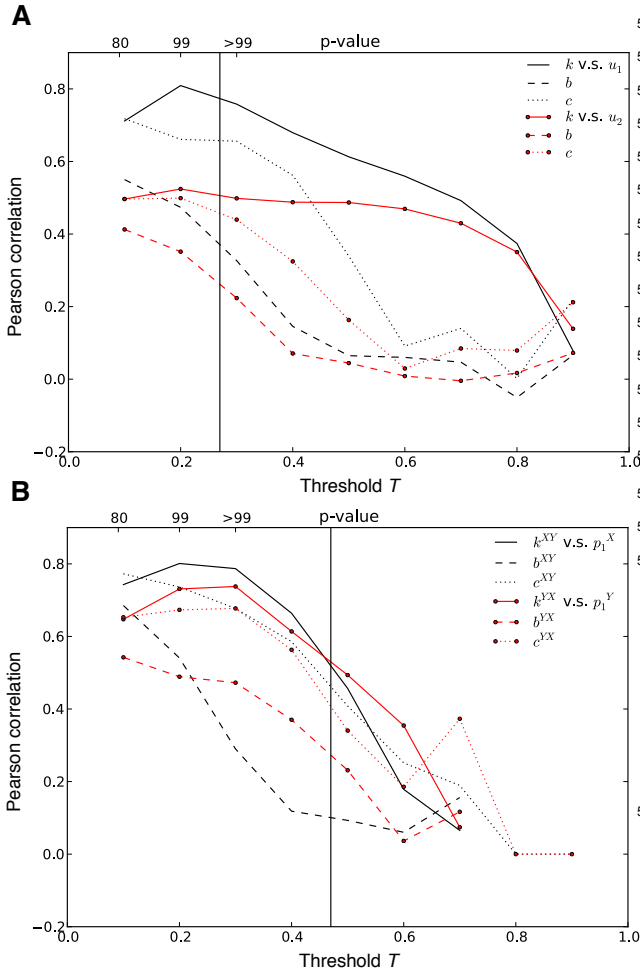 A
80 99 >99 p-value
k v.s. u₁
b
c
k v.s. u₂
b
c
0.8
0.6
0.4
0.2
0.0
−0.2
Pearson correlation
0.0 0.2 0.4 0.6 0.8 1.0
Threshold T
B
80 99 >99 p-value
k^{XY} v.s. p₁^X
b^{XY}
c^{XY}
k^{YX} v.s. p₁^Y
b^{YX}
c^{YX}
0.8
0.6
0.4
0.2
0.0
−0.2
Pearson correlation
0.0 0.2 0.4 0.6 0.8 1.0
Threshold T